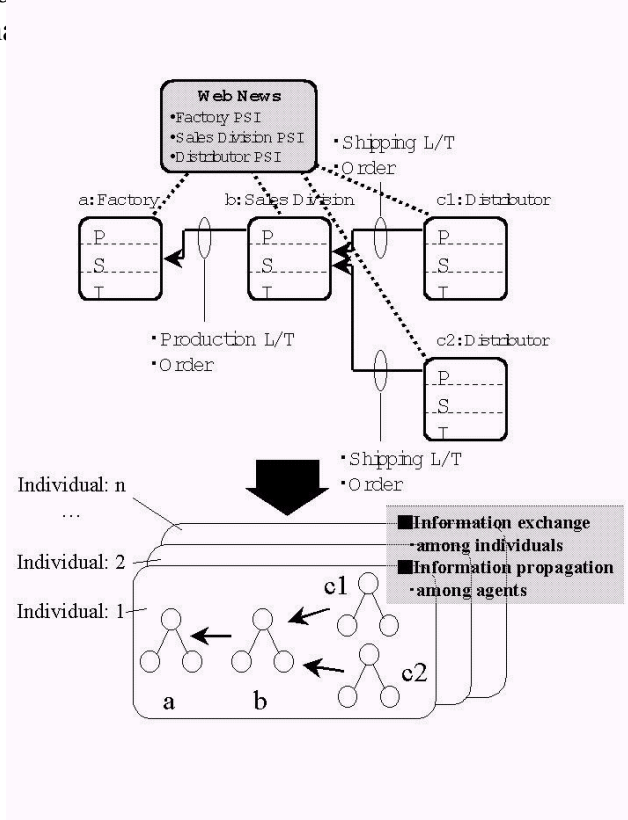 Web News
•Factory PSI
•Sales Division PSI
•Distributor PSI
・Shipping L/T
・Order
a:Factory
b:Sales Division
c1:Distributor
P
S
I
P
S
I
P
S
I
・Production L/T
・Order
c2:Distributor
P
S
I
・Shipping L/T
・Order
Individual: n
…
Individual: 2
Individual: 1
■Information exchange
・among individuals
■Information propagation
・among agents
c1
c2
a
b